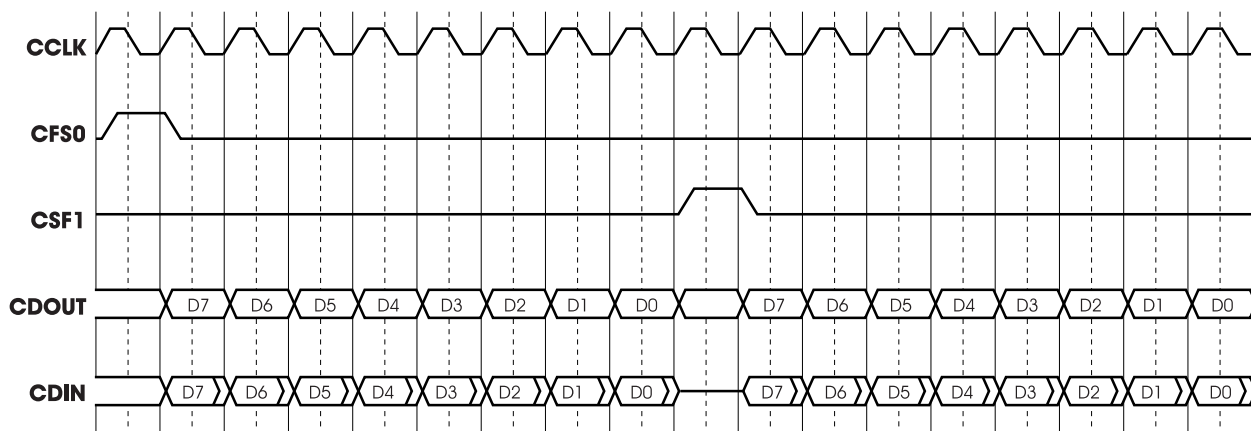 CCLK
CFS0
CSF1
CDOUT D7 D6 D5 D4 D3 D2 D1 D0 D7 D6 D5 D4 D3 D2 D1 D0
CDIN D7 D6 D5 D4 D3 D2 D1 D0 D7 D6 D5 D4 D3 D2 D1 D0